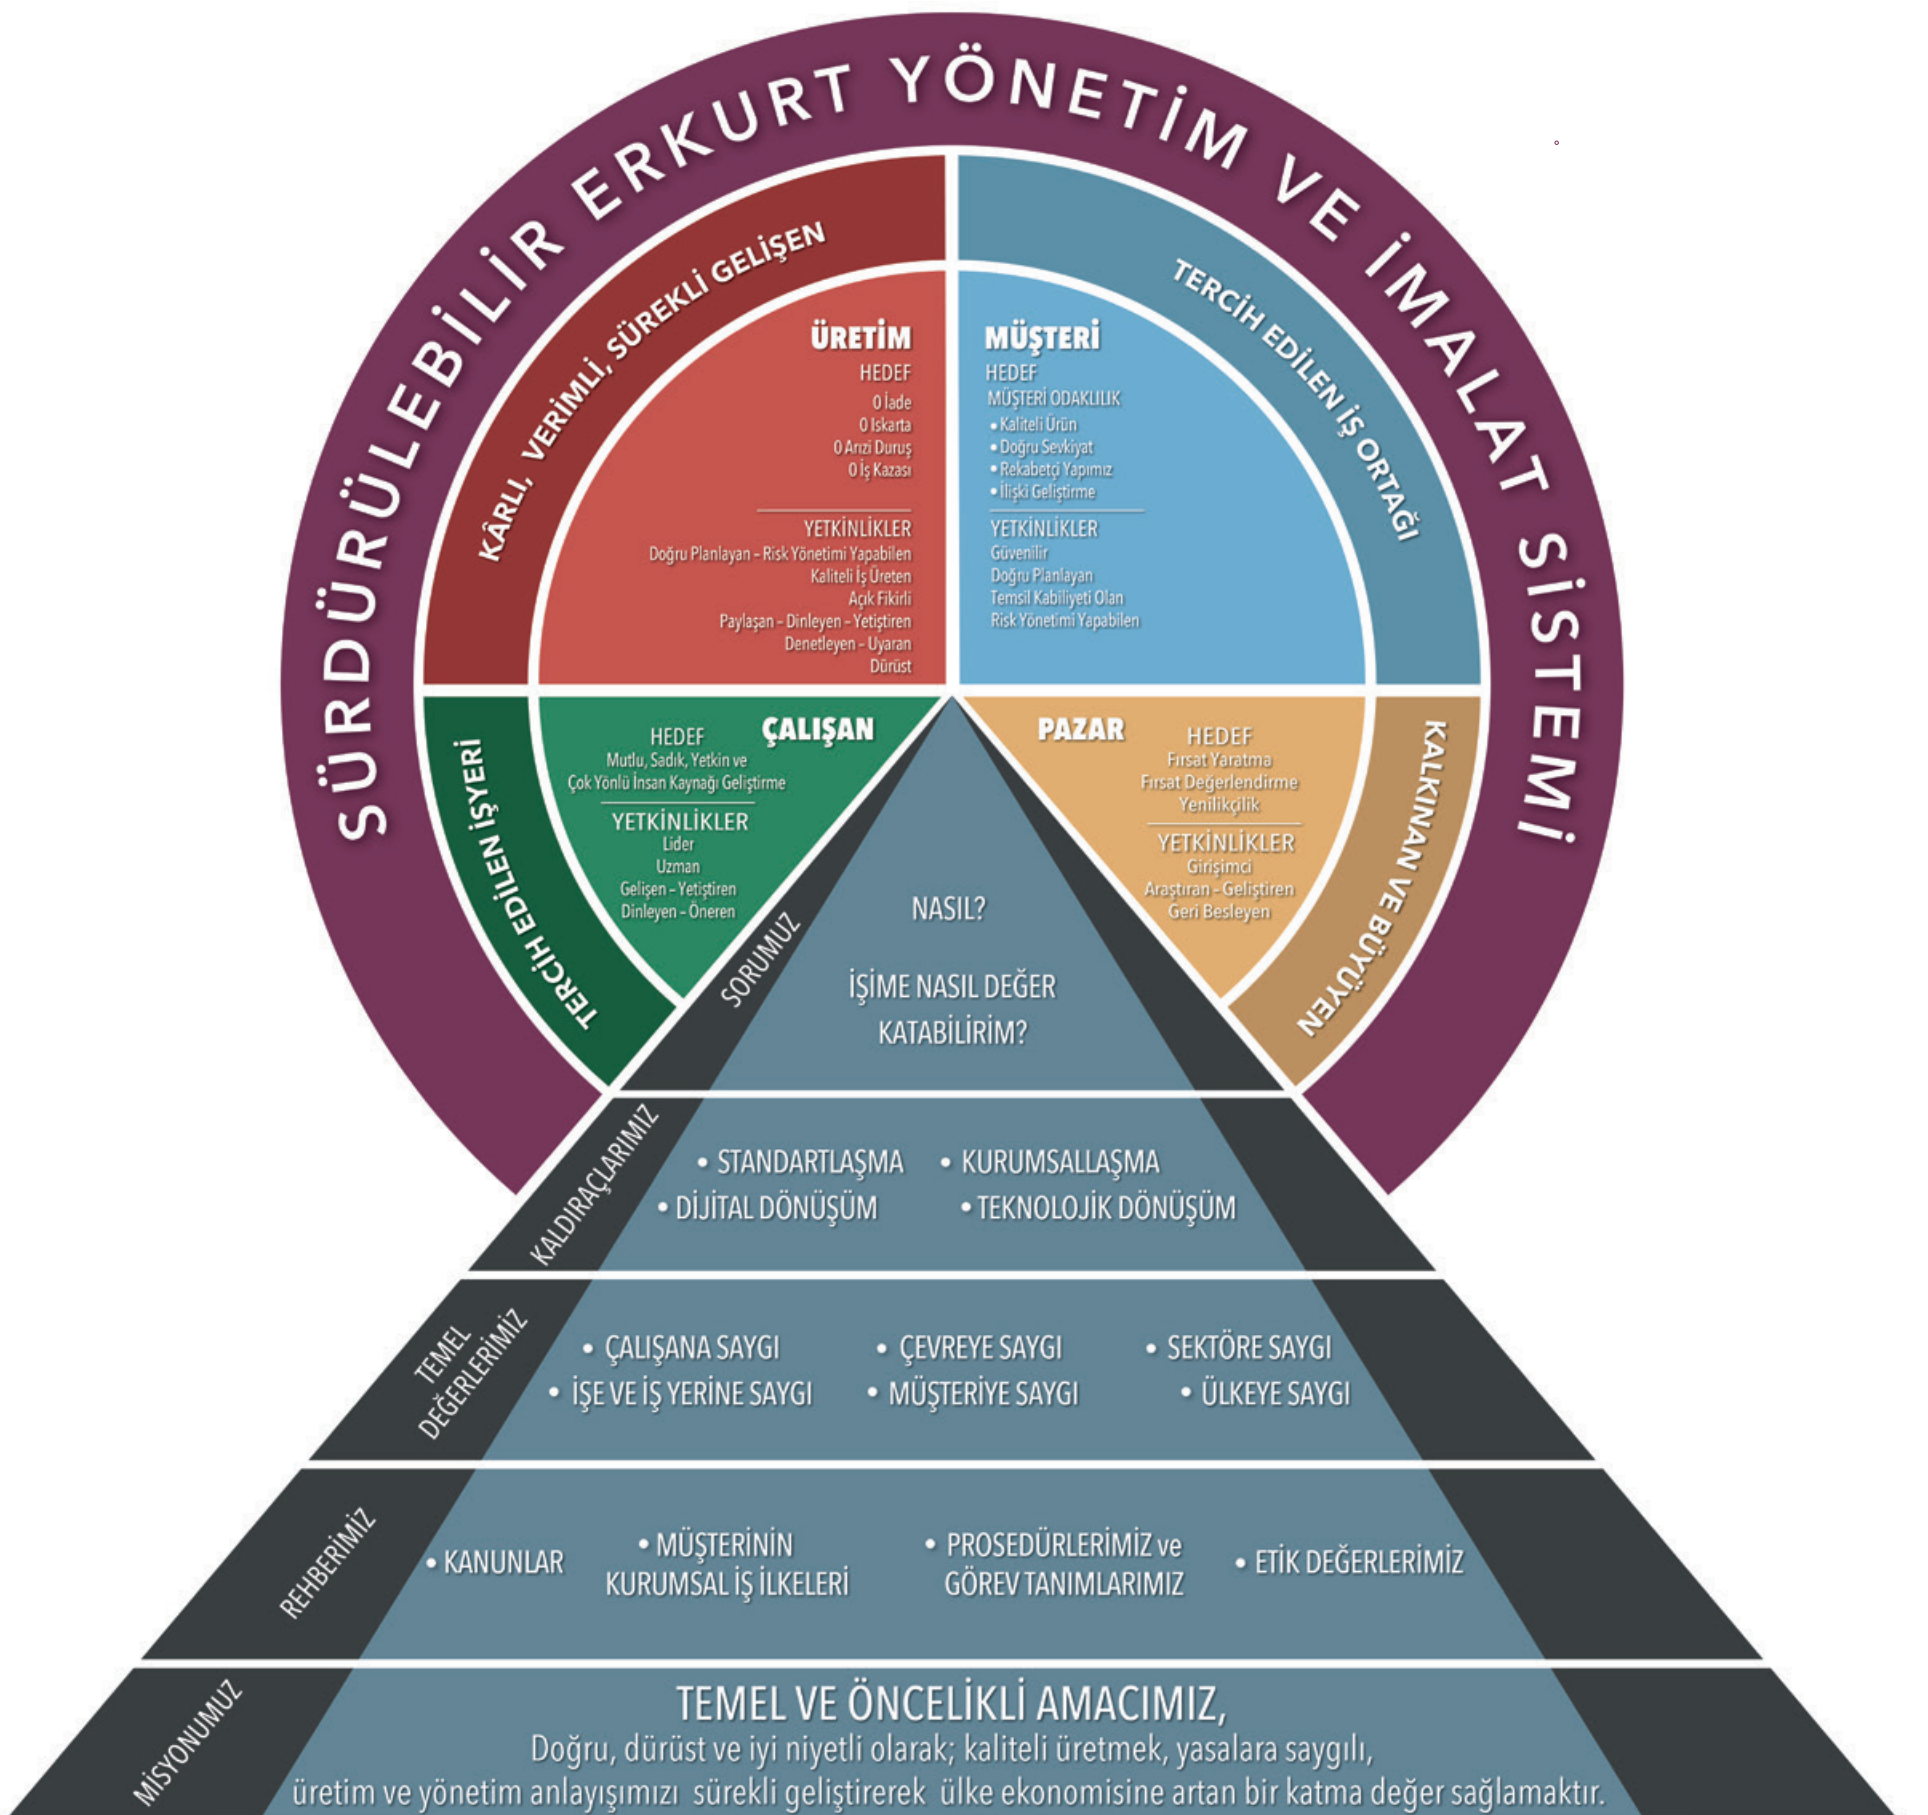 SÜRDÜRÜLEBİLİR ERKURT YÖNETİM VE İMALAT SİSTEMİ
KÂRLI, VERİMLİ, SÜREKLİ GELİŞEN
ÜRETİM
HEDEF
0 İade
0 Iskarta
0 Arızi Duruş
0 İş Kazası
YETKİNLİKLER
Doğru Planlayan – Risk Yönetimi Yapabilen
Kaliteli İş Üreten
Açık Fikirli
Paylaşan – Dinleyen – Yetiştiren
Denetleyen – Uyaran
Dürüst
TERCİH EDİLEN İŞ ORTAĞI
MÜŞTERİ
HEDEF
MÜŞTERİ ODAKLILIK
• Kaliteli Ürün
• Doğru Sevkiyat
• Rekabetçi Yapımız
• İlişki Geliştirme
YETKİNLİKLER
Güvenilir
Doğru Planlayan
Temsil Kabiliyeti Olan
Risk Yönetimi Yapabilen
TERCİH EDİLEN İŞYERİ
ÇALIŞAN
HEDEF
Mutlu, Sadık, Yetkin ve
Çok Yönlü İnsan Kaynağı Geliştirme
YETKİNLİKLER
Lider
Uzman
Gelişen – Yetiştiren
Dinleyen – Öneren
KALKINAN VE BÜYÜYEN
PAZAR
HEDEF
Fırsat Yaratma
Fırsat Değerlendirme
Yenilikçilik
YETKİNLİKLER
Girişimci
Araştıran – Geliştiren
Geri Besleyen
SORUMUZ
NASIL?
İŞİME NASIL DEĞER
KATABİLİRİM?
KALDIRAÇLARIMIZ
• STANDARTLAŞMA • KURUMSALLAŞMA
• DİJİTAL DÖNÜŞÜM • TEKNOLOJİK DÖNÜŞÜM
TEMEL
DEĞERLERİMİZ
• ÇALIŞANA SAYGI • ÇEVREYE SAYGI • SEKTÖRE SAYGI
• İŞE VE İŞ YERİNE SAYGI • MÜŞTERİYE SAYGI • ÜLKEYE SAYGI
REHBERİMİZ
• KANUNLAR
• MÜŞTERİNİN
KURUMSAL İŞ İLKELERİ
• PROSEDÜRLERİMİZ ve
GÖREV TANIMLARIMIZ
• ETİK DEĞERLERİMİZ
MİSYONUMUZ
TEMEL VE ÖNCELİKLİ AMACIMIZ,
Doğru, dürüst ve iyi niyetli olarak; kaliteli üretmek, yasalara saygılı,
üretim ve yönetim anlayışımızı sürekli geliştirerek ülke ekonomisine artan bir katma değer sağlamaktır.